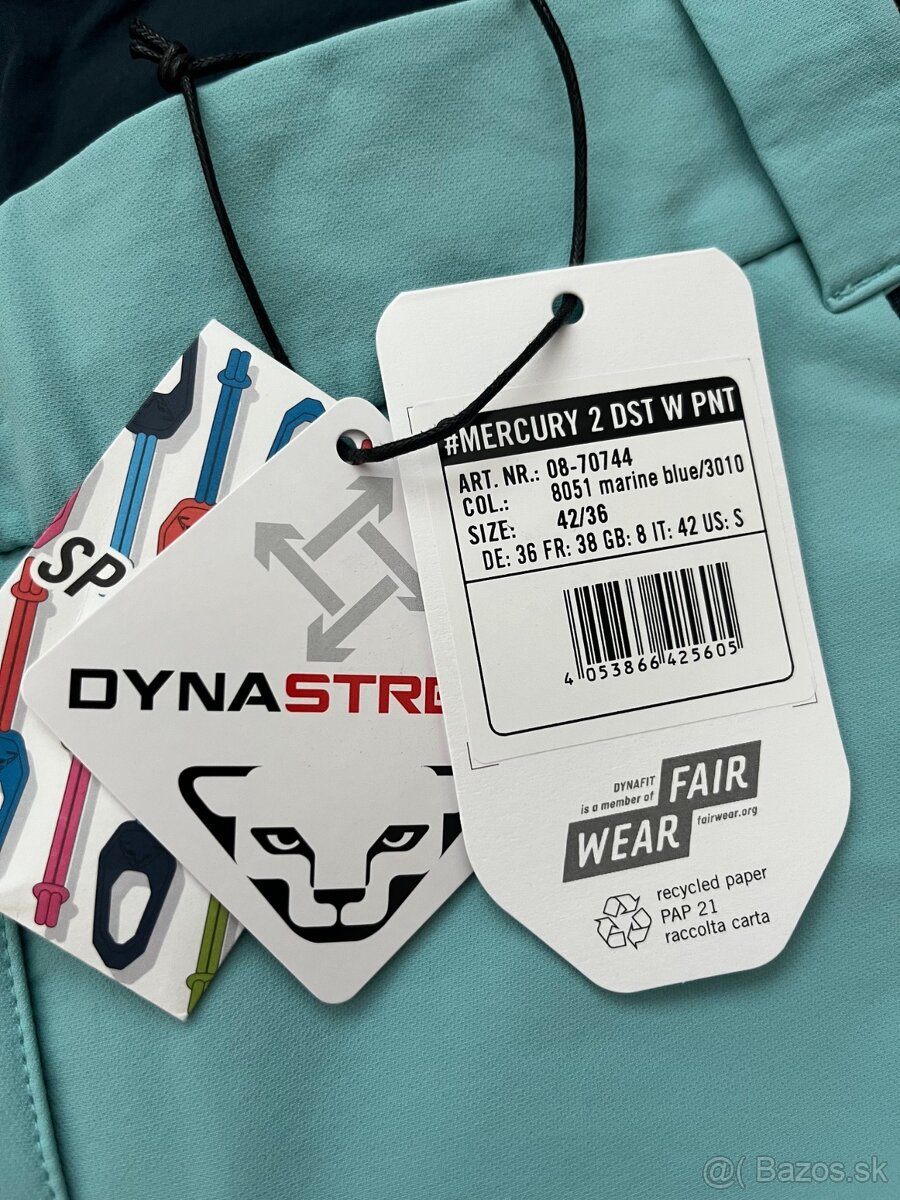 #MERCURY 2 DST W PNT
ART. NR.: 08-70744
COL.: 8051 marine blue/3010
SIZE: 42/36
DE: 36 FR: 38 GB: 8 IT: 42 US: S
4 053866 425605
DYNAFIT
is a member of
FAIR
WEAR
fairwear.org
recycled paper
PAP 21
raccolta carta
SP
DYNASTRE
@( Bazos.sk